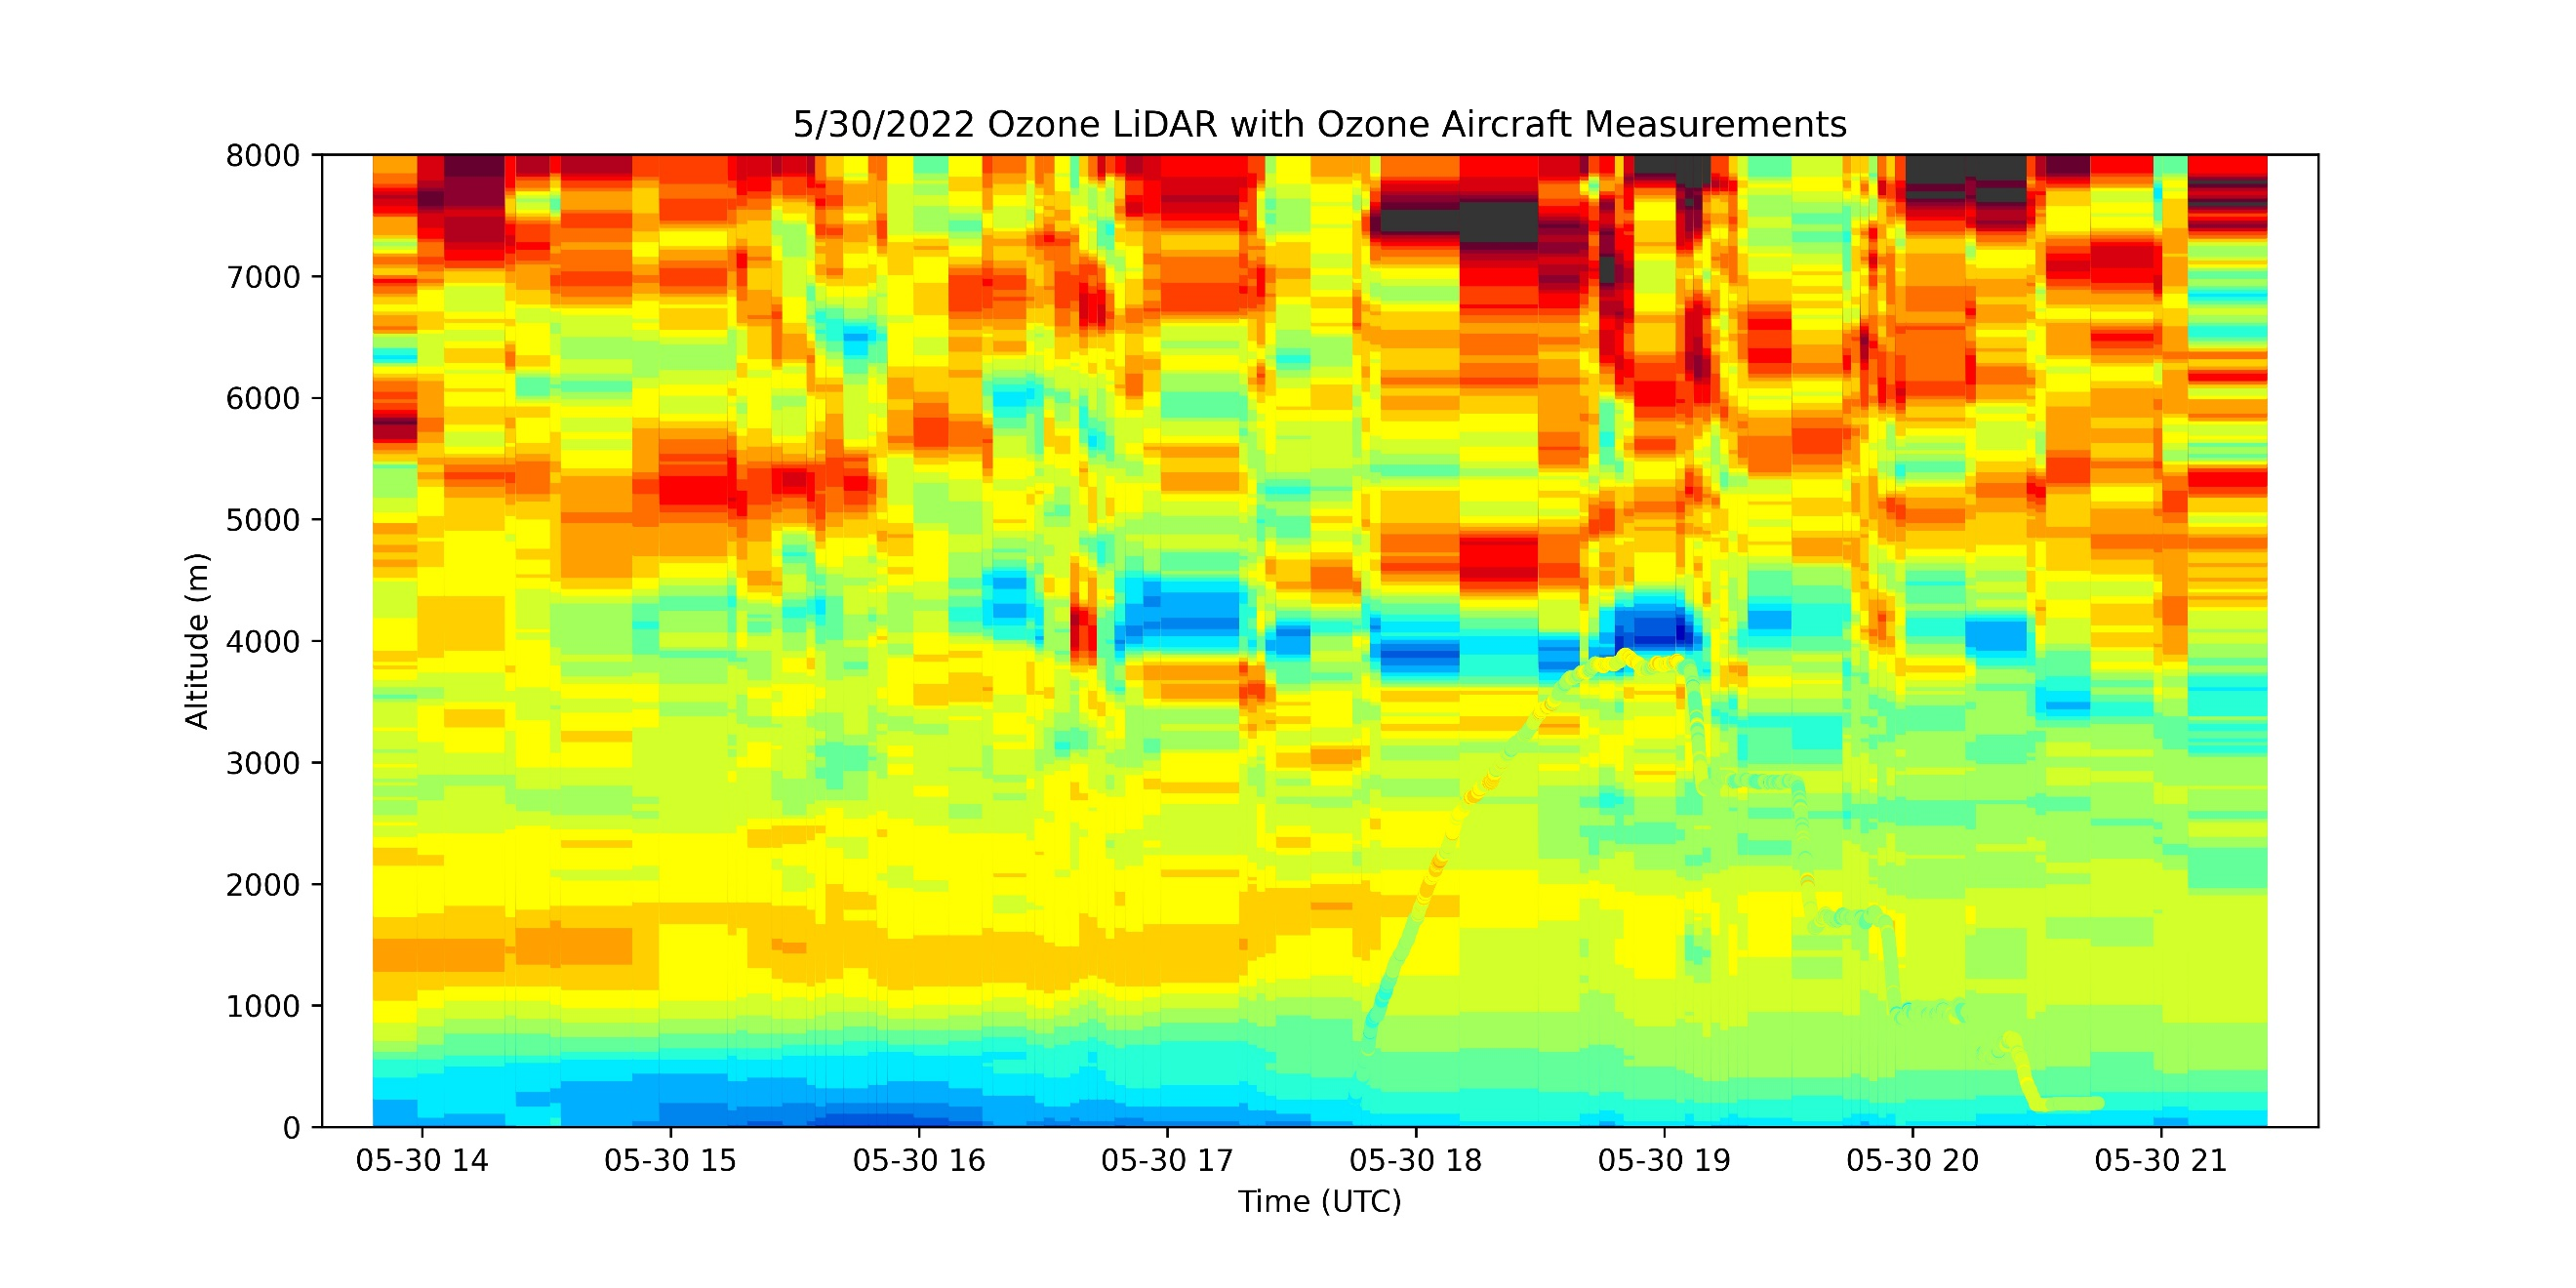 5/30/2022 Ozone LiDAR with Ozone Aircraft Measurements
8000
7000
6000
5000
4000
3000
2000
1000
0
Altitude (m)
05-30 14 05-30 15 05-30 16 05-30 17 05-30 18 05-30 19 05-30 20 05-30 21
Time (UTC)